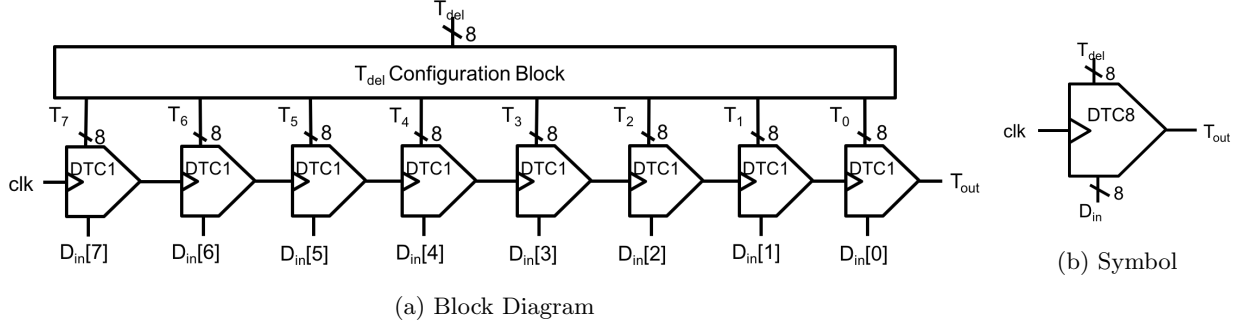 T_del
8
T_del Configuration Block
T_7 T_6 T_5 T_4 T_3 T_2 T_1 T_0
8 8 8 8 8 8 8 8
DTC1 DTC1 DTC1 DTC1 DTC1 DTC1 DTC1 DTC1
clk T_out
D_in[7] D_in[6] D_in[5] D_in[4] D_in[3] D_in[2] D_in[1] D_in[0]
(a) Block Diagram
T_del
8
DTC8
clk T_out
8
D_in
(b) Symbol